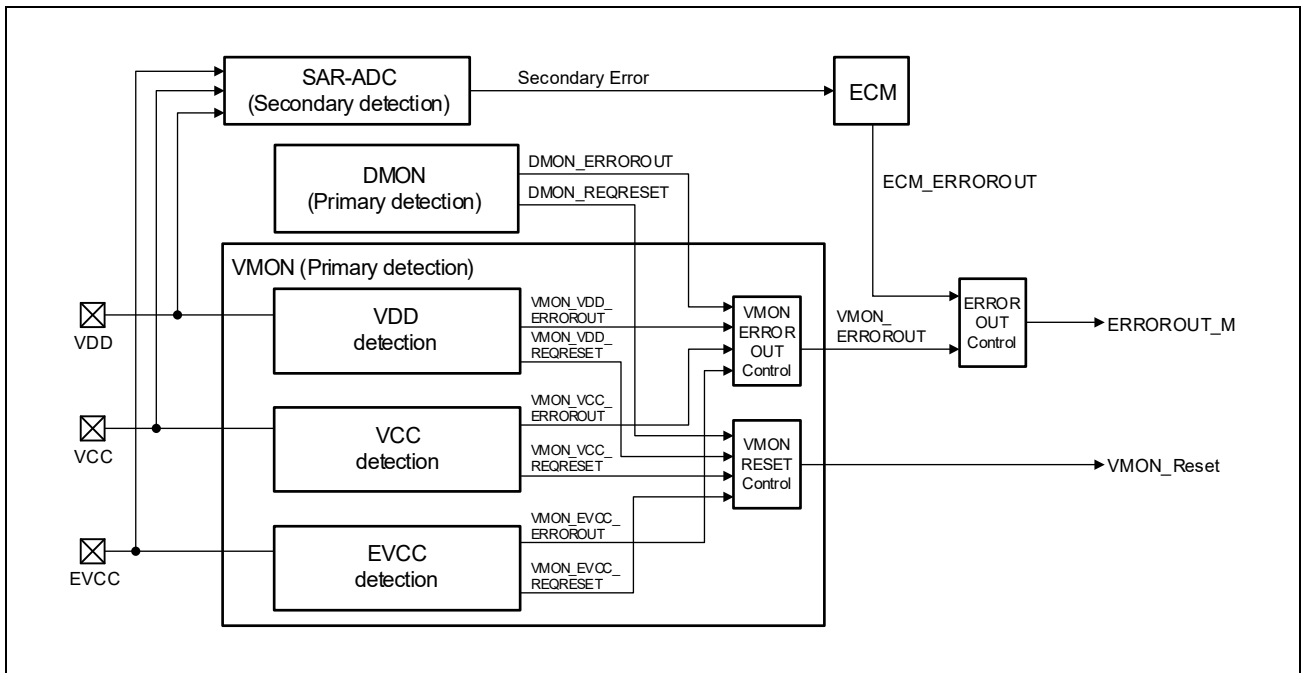 SAR-ADC
(Secondary detection)
Secondary Error
ECM
DMON
(Primary detection)
DMON_ERROROUT
DMON_REQRESET
ECM_ERROROUT
VMON (Primary detection)
VDD
VDD
detection
VMON_VDD_
ERROROUT
VMON_VDD_
REQRESET
VMON
ERROR
OUT
Control
VMON_
ERROROUT
ERROR
OUT
Control
ERROROUT_M
VCC
VCC
detection
VMON_VCC_
ERROROUT
VMON_VCC_
REQRESET
VMON
RESET
Control
VMON_Reset
EVCC
EVCC
detection
VMON_EVCC_
ERROROUT
VMON_EVCC_
REQRESET